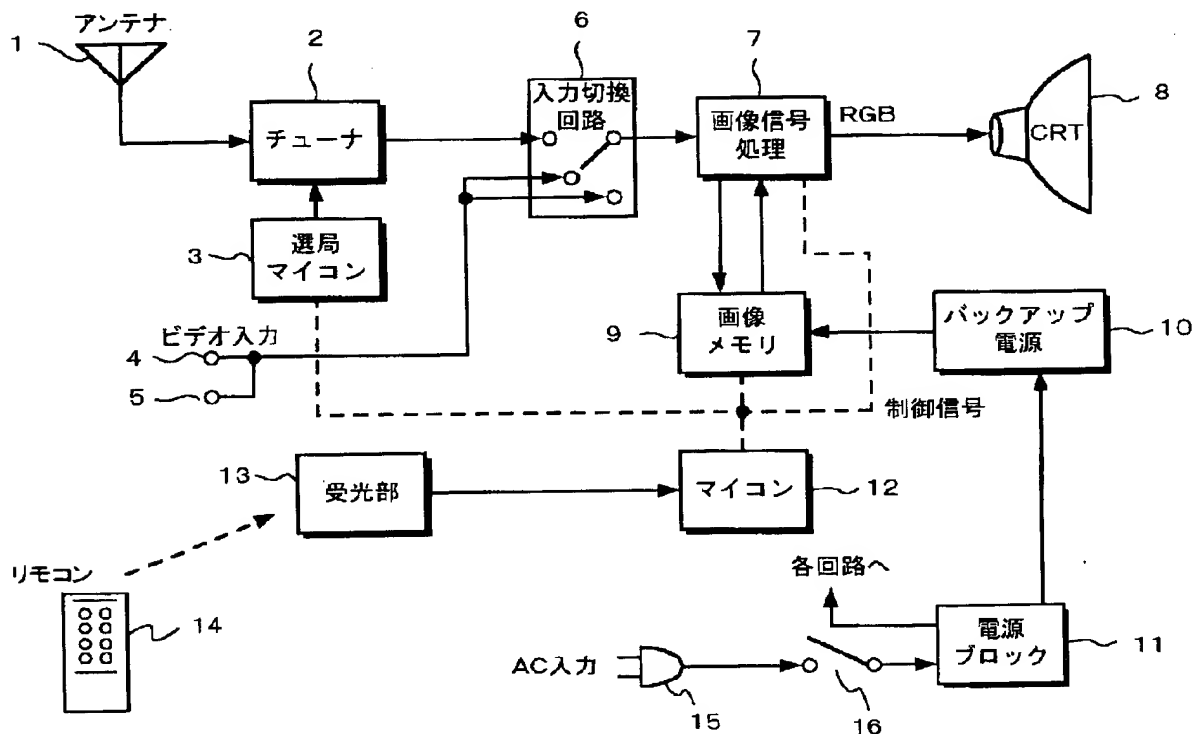 アンテナ
1
2
チューナ
3
選局
マイコン
ビデオ入力
4
5
6
入力切換
回路
7
画像信号
処理
RGB
CRT
8
9
画像
メモリ
バックアップ
電源
10
制御信号
13
受光部
マイコン
12
リモコン
14
各回路へ
電源
ブロック
11
AC入力
15
16